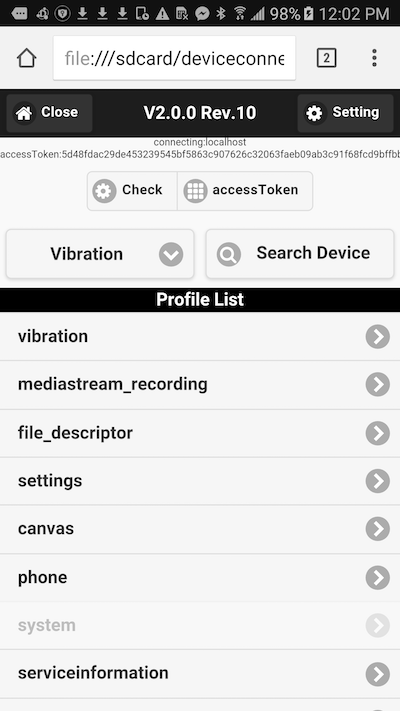 98% 12:02 PM
file:///sdcard/deviceconne
2
Close
V2.0.0 Rev.10
Setting
connecting:localhost
accessToken:5d48fdac29de453239545bf5863c907626c32063faeb09ab3c91f68fcd9bffbb
Check
accessToken
Vibration
Search Device
Profile List
vibration
mediastream_recording
file_descriptor
settings
canvas
phone
system
serviceinformation